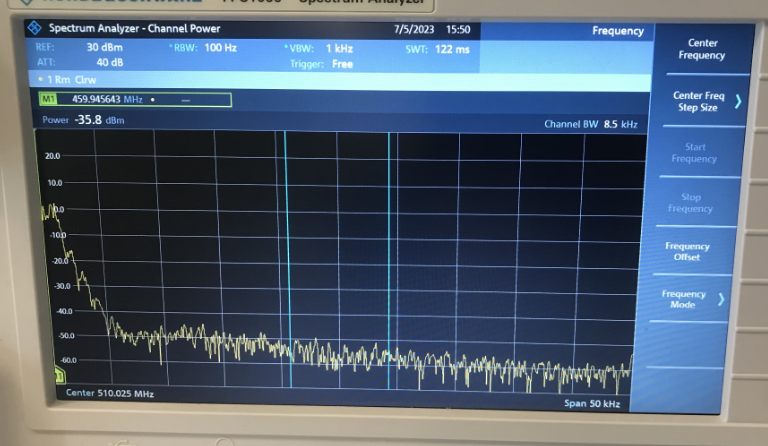 Spectrum Analyzer
Spectrum Analyzer - Channel Power 7/5/2023 15:50 Frequency
REF: 30 dBm *RBW: 100 Hz *VBW: 1 kHz SWT: 122 ms
ATT: 40 dB Trigger: Free
1 Rm Clrw
M1 459.945643 MHz • ---
Power -35.8 dBm Channel BW 8.5 kHz
20.0
10.0
0.0
-10.0
-20.0
-30.0
-40.0
-50.0
-60.0
Center 510.025 MHz Span 50 kHz
Center
Frequency
Center Freq
Step Size
Start
Frequency
Stop
Frequency
Frequency
Offset
Frequency
Mode